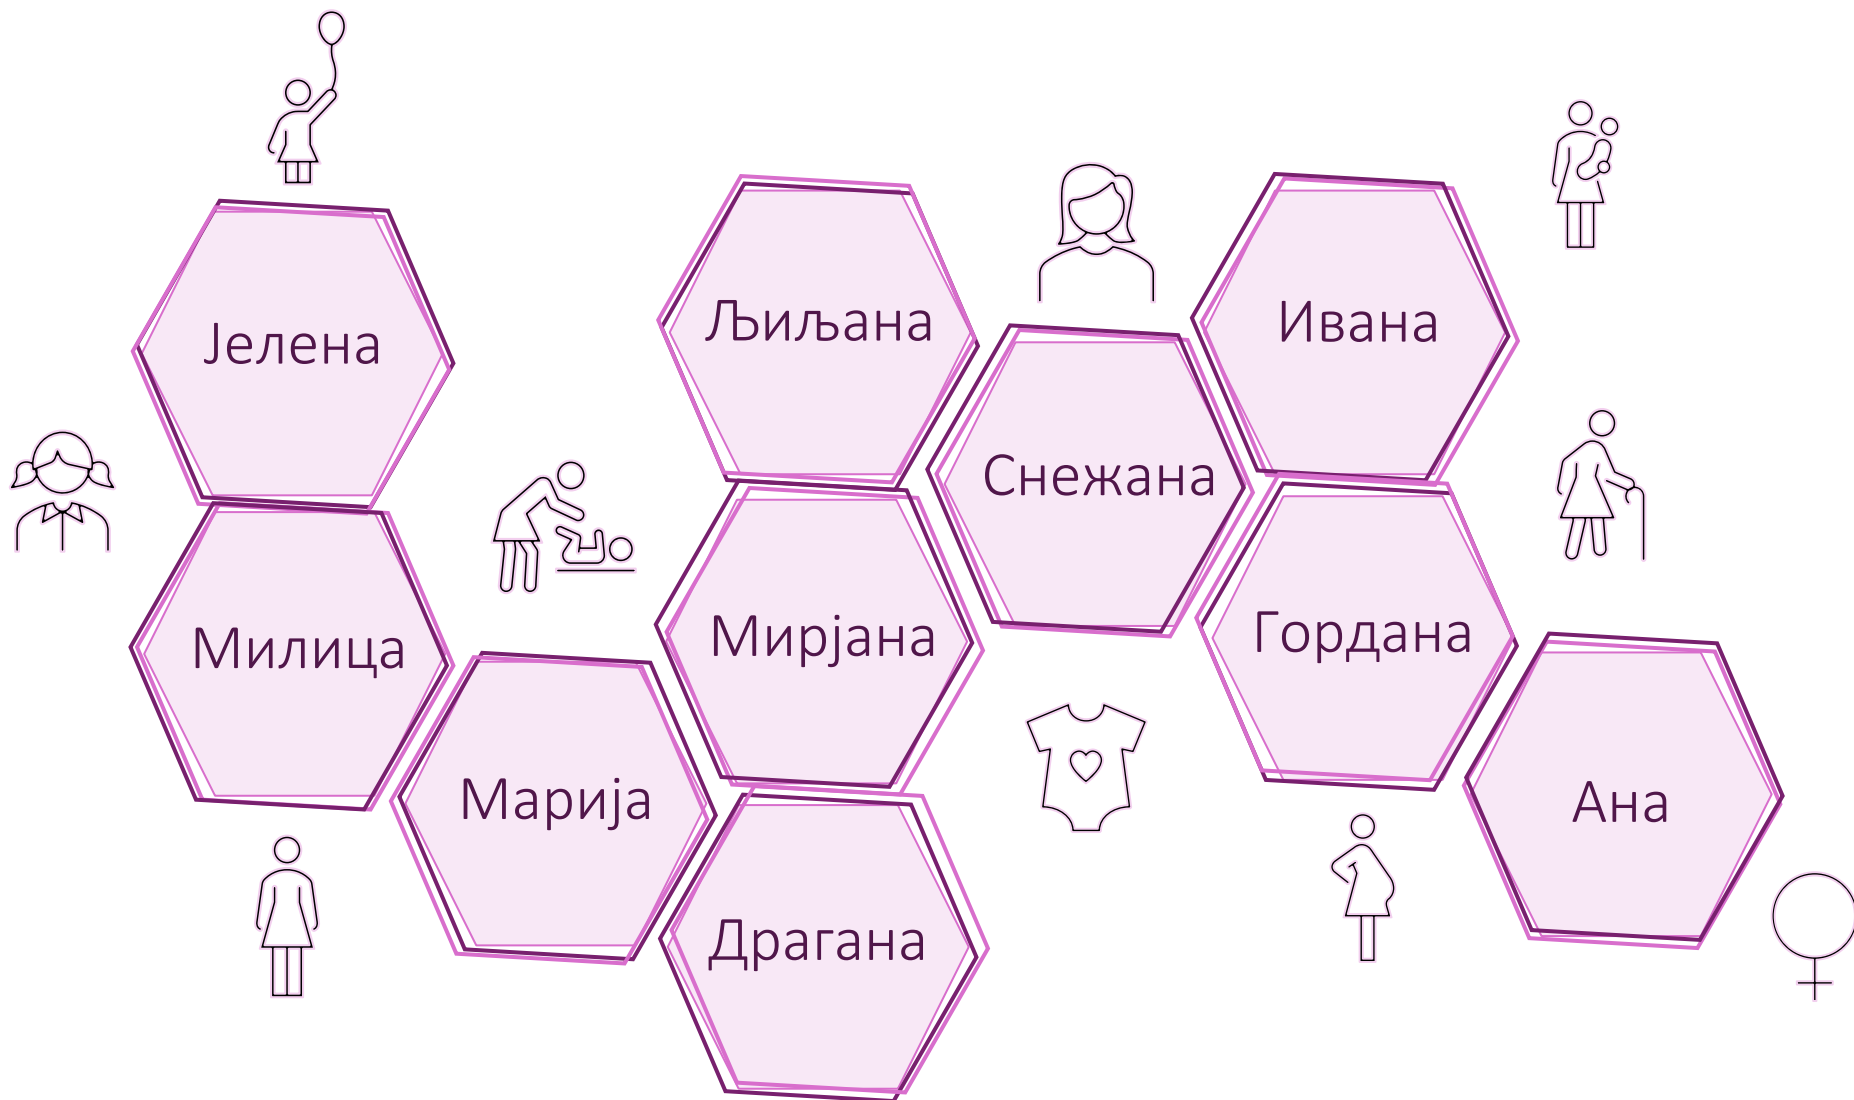 Јелена
Љиљана
Ивана
Снежана
Милица
Мирјана
Гордана
Марија
Ана
Драгана